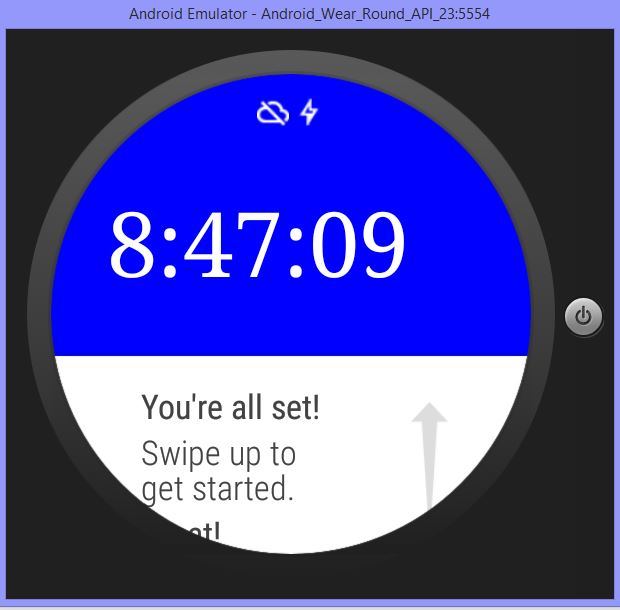 Android Emulator - Android_Wear_Round_API_23:5554
8:47:09
You're all set!
Swipe up to
get started.